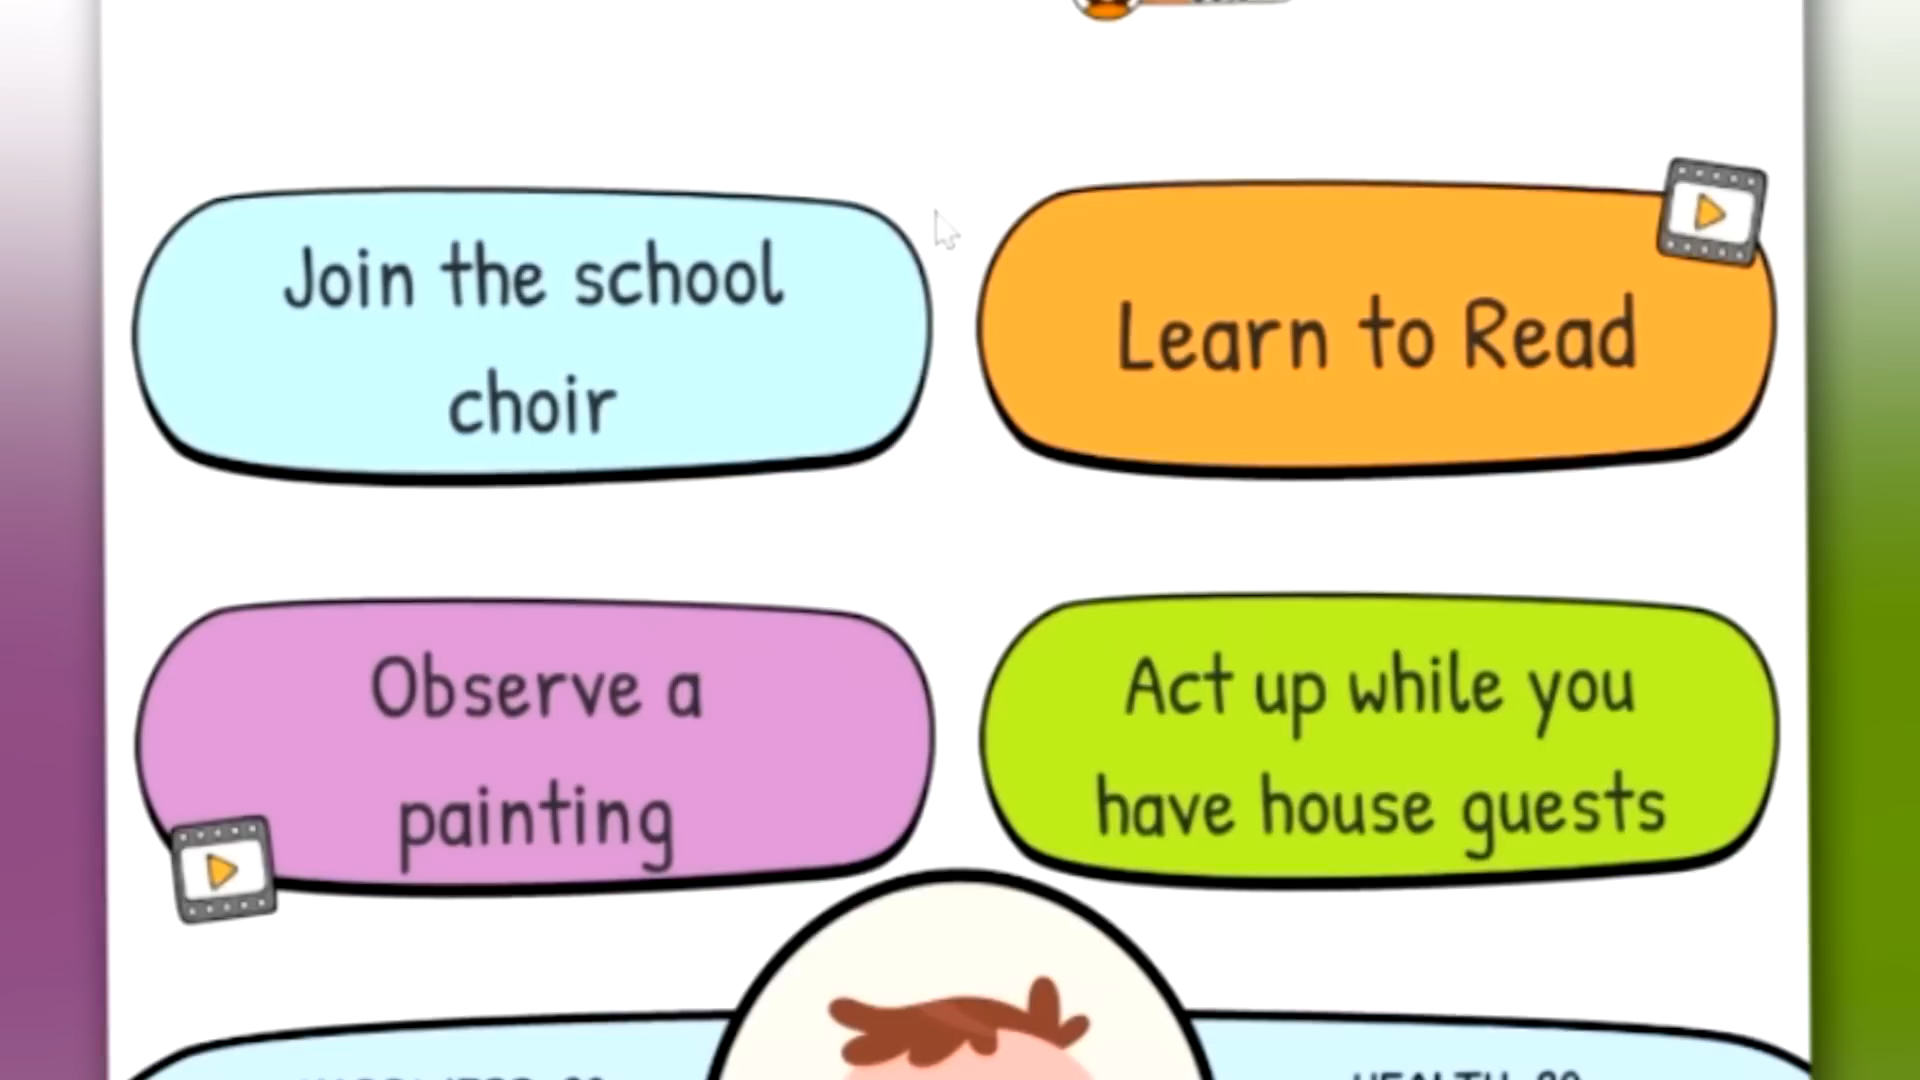 Join the school
choir
Learn to Read
Observe a
painting
Act up while you
have house guests